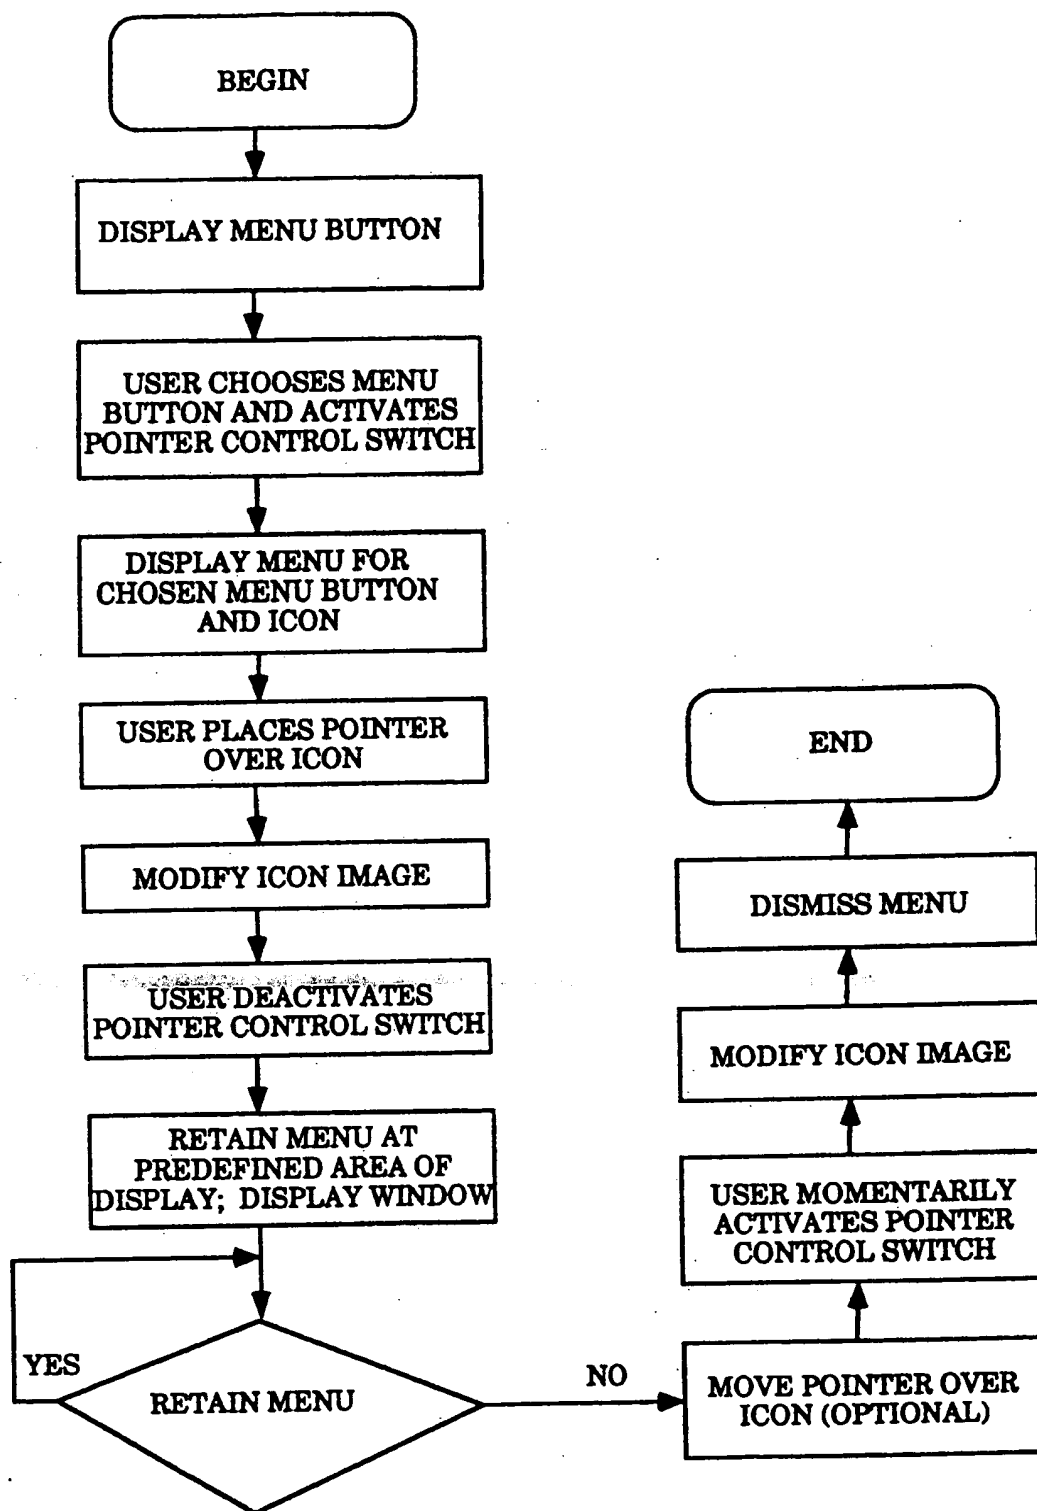 BEGIN
DISPLAY MENU BUTTON
USER CHOOSES MENU
BUTTON AND ACTIVATES
POINTER CONTROL SWITCH
DISPLAY MENU FOR
CHOSEN MENU BUTTON
AND ICON
USER PLACES POINTER
OVER ICON
MODIFY ICON IMAGE
USER DEACTIVATES
POINTER CONTROL SWITCH
RETAIN MENU AT
PREDEFINED AREA OF
DISPLAY; DISPLAY WINDOW
YES
RETAIN MENU
NO
MOVE POINTER OVER
ICON (OPTIONAL)
USER MOMENTARILY
ACTIVATES POINTER
CONTROL SWITCH
MODIFY ICON IMAGE
DISMISS MENU
END